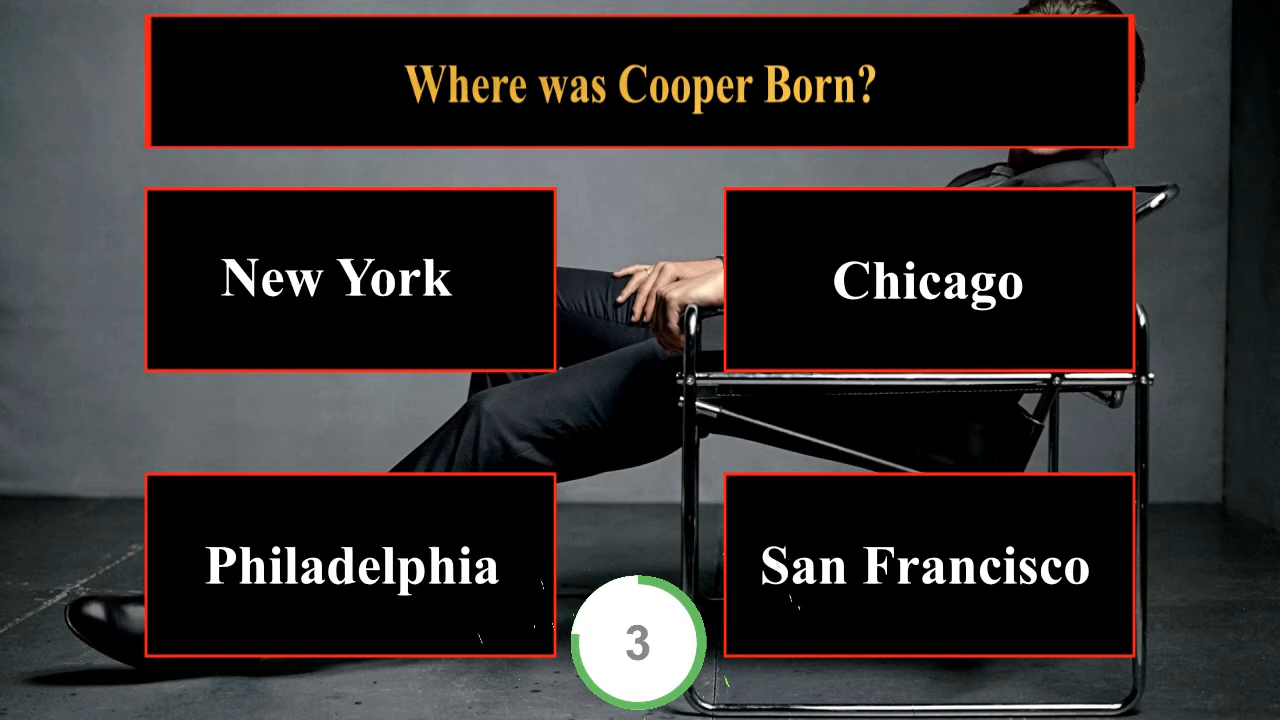 Where was Cooper Born?
New York
Chicago
Philadelphia
San Francisco
3